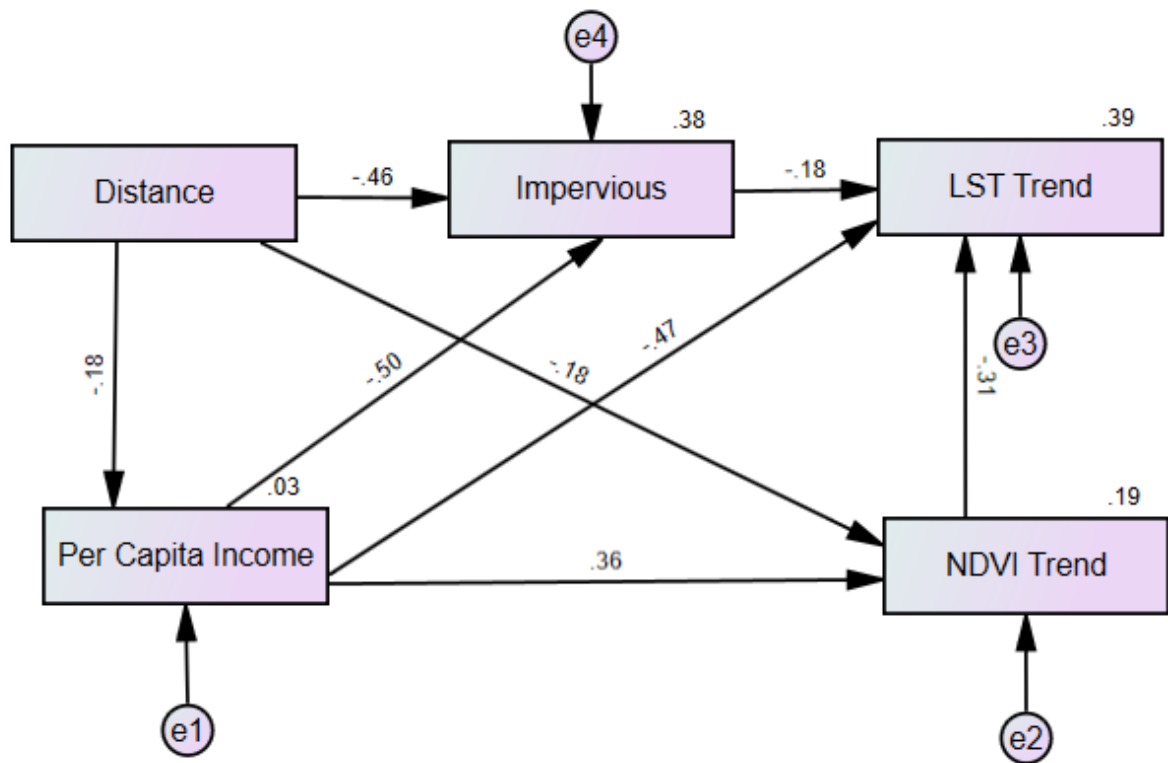 e4
.38
.39
Distance
-.46
Impervious
-.18
LST Trend
-.18
-.50
-.47
-.18
-.31
e3
.03
.19
Per Capita Income
.36
NDVI Trend
e1
e2